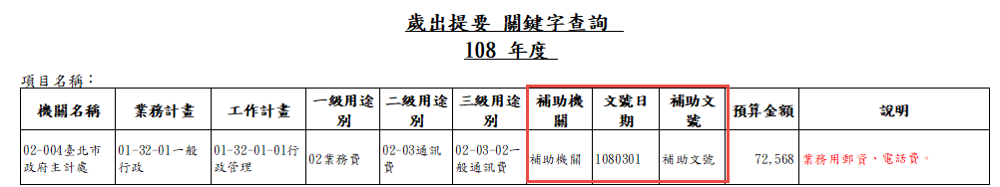 歲出提要 關鍵字查詢
108 年度
項目名稱：
機關名稱 業務計畫 工作計畫 一級用途別 二級用途別 三級用途別 補助機關 文號日期 補助文號 預算金額 說明
02-004臺北市政府主計處 01-32-01一般行政 01-32-01-01行政管理 02業務費 02-03通訊費 02-03-02一般通訊費 補助機關 1080301 補助文號 72,568 業務用郵資、電話費。